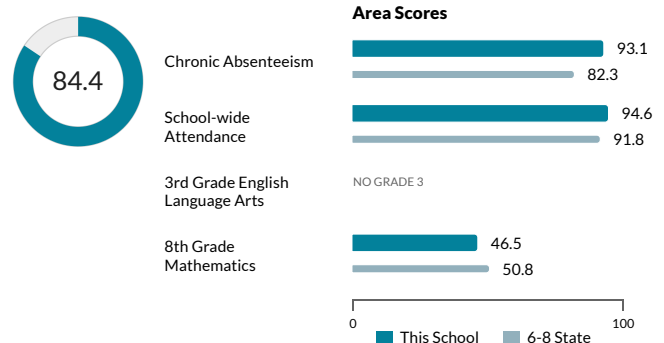 Area Scores
84.4
Chronic Absenteeism
93.1
82.3
School-wide
Attendance
94.6
91.8
3rd Grade English
Language Arts
NO GRADE 3
8th Grade
Mathematics
46.5
50.8
0
100
This School
6-8 State